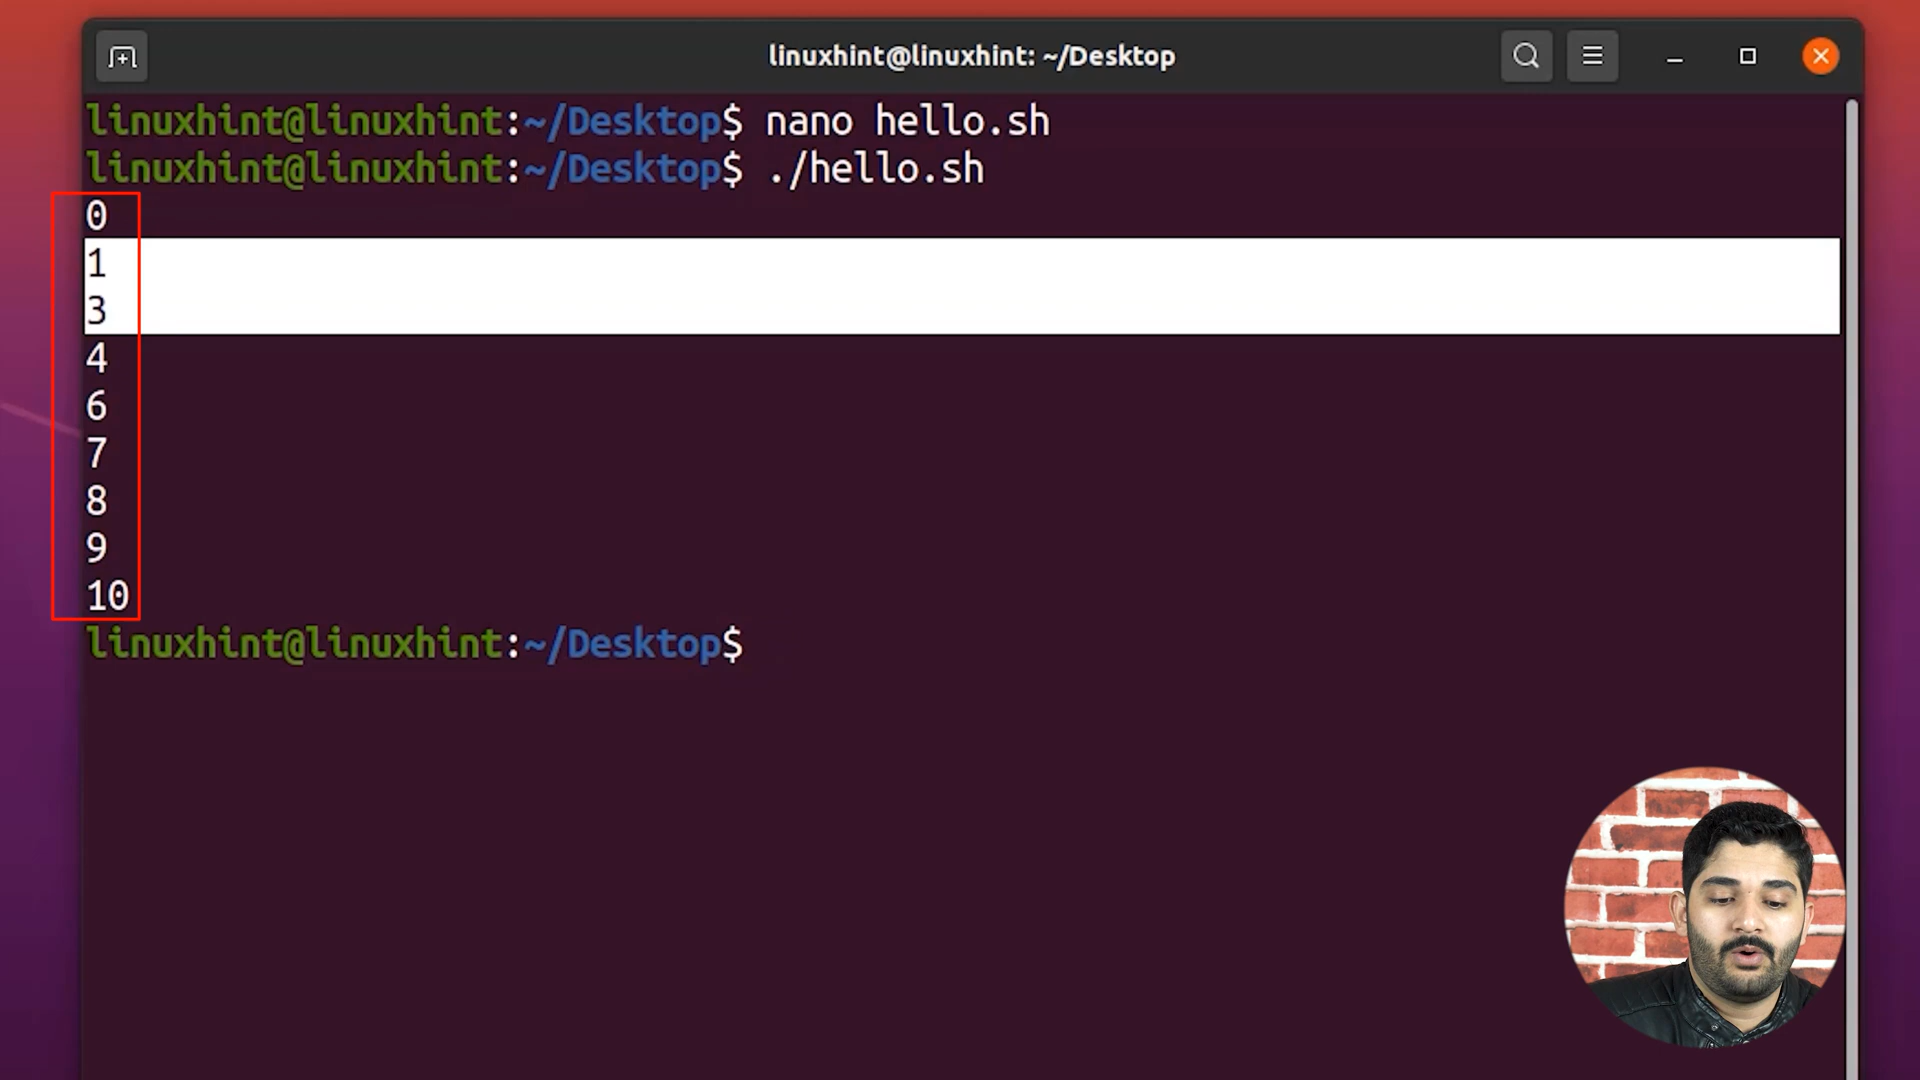 linuxhint@linuxhint: ~/Desktop
linuxhint@linuxhint:~/Desktop$ nano hello.sh
linuxhint@linuxhint:~/Desktop$ ./hello.sh
0
1
3
4
6
7
8
9
10
linuxhint@linuxhint:~/Desktop$